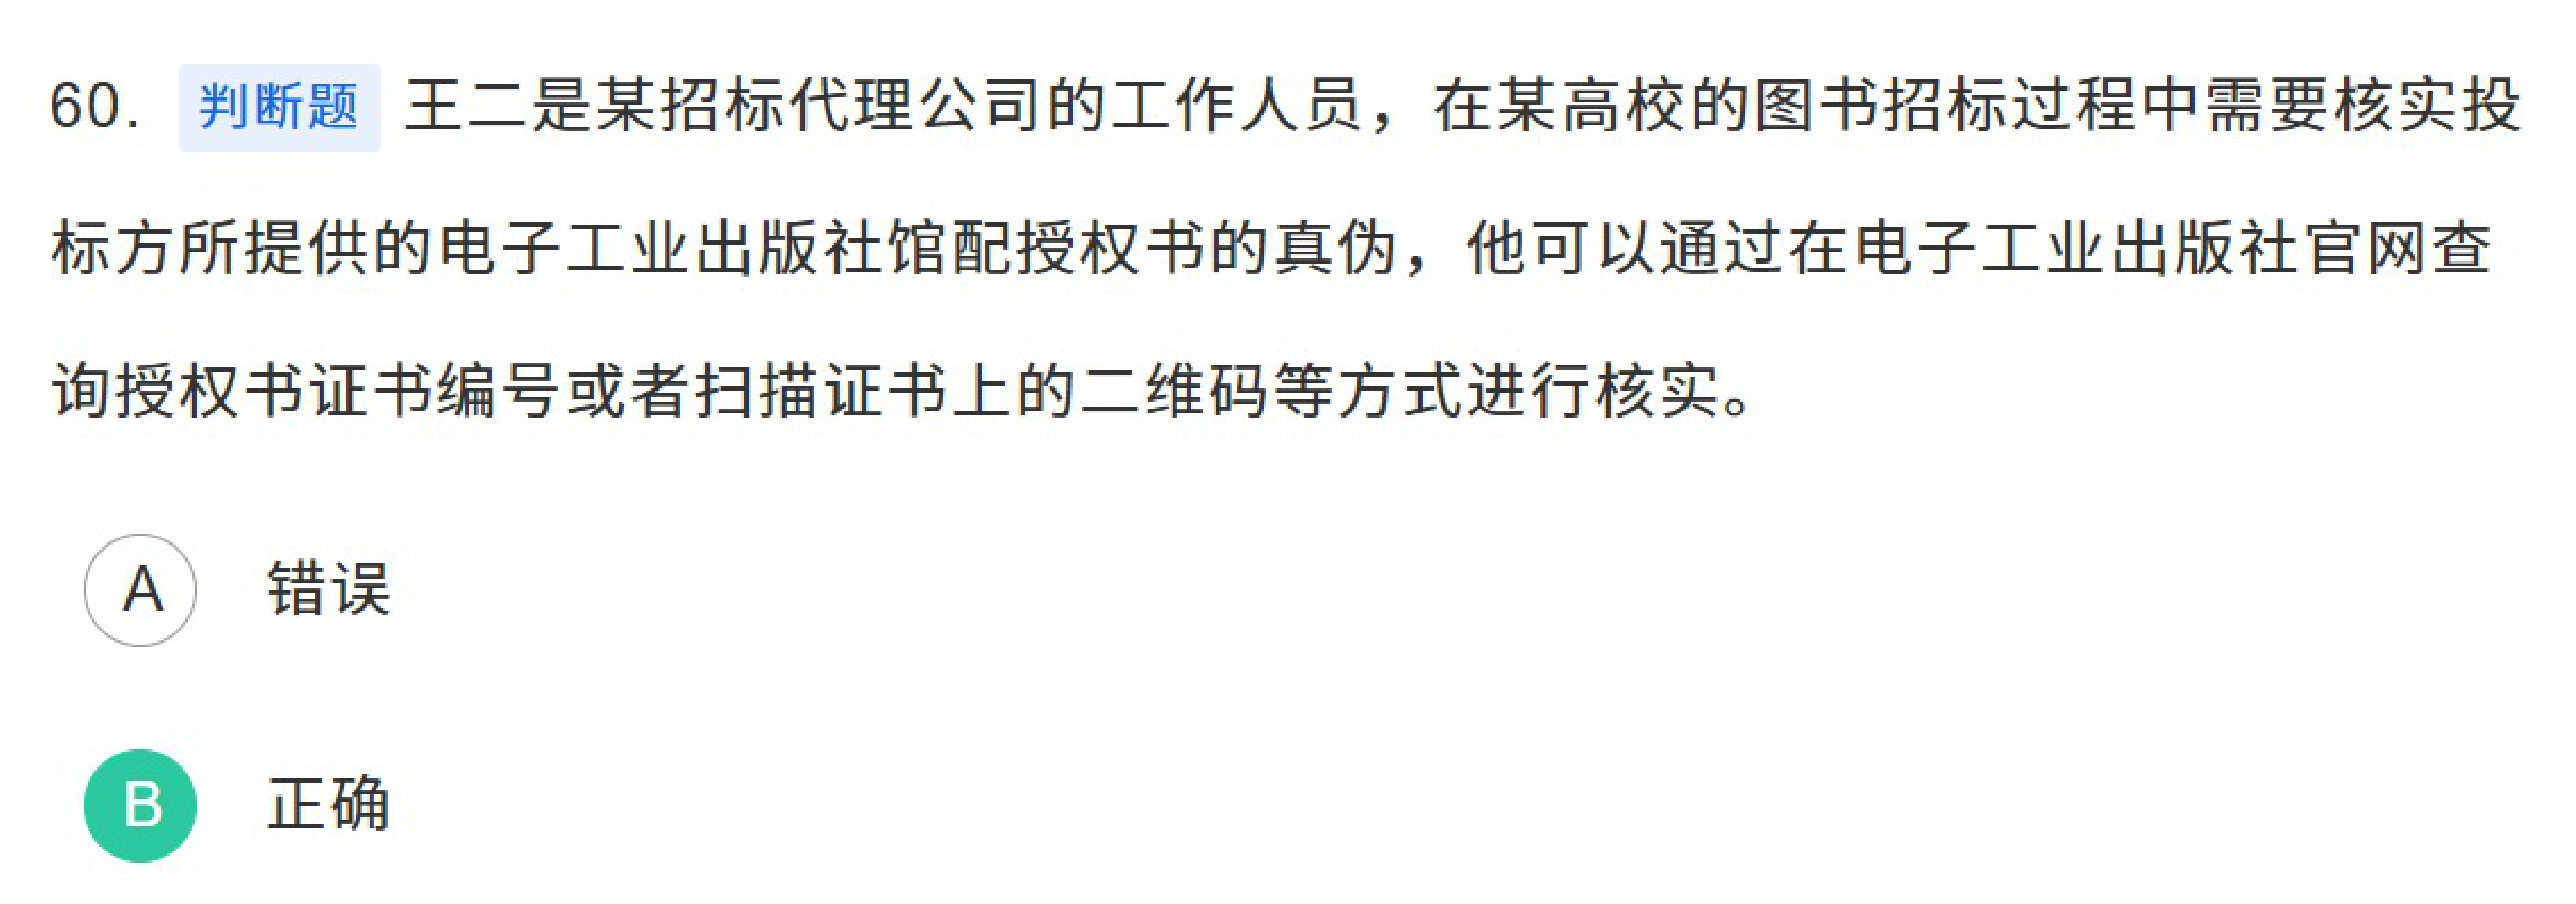 60. 判断题 王二是某招标代理公司的工作人员，在某高校的图书招标过程中需要核实投
标方所提供的电子工业出版社馆配授权书的真伪，他可以通过在电子工业出版社官网查
询授权书证书编号或者扫描证书上的二维码等方式进行核实。
A 错误
B 正确